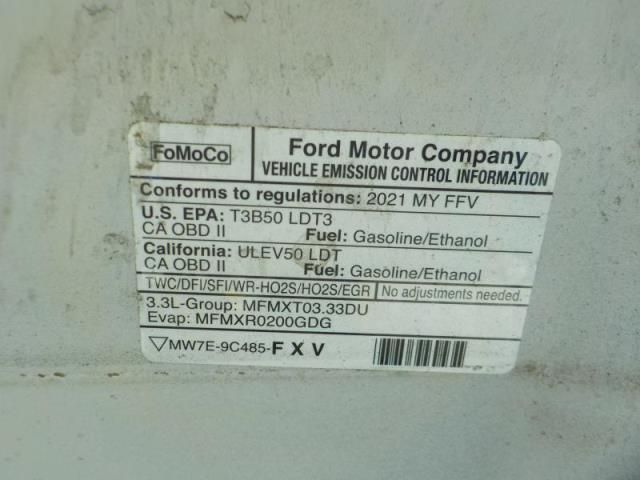 FoMoCo
Ford Motor Company
VEHICLE EMISSION CONTROL INFORMATION
Conforms to regulations: 2021 MY FFV
U.S. EPA: T3B50 LDT3
CA OBD II Fuel: Gasoline/Ethanol
California: ULEV50 LDT
CA OBD II Fuel: Gasoline/Ethanol
TWC/DFI/SFI/WR-HO2S/HO2S/EGR No adjustments needed.
3.3L-Group: MFMXT03.33DU
Evap: MFMXR0200GDG
▽MW7E-9C485-F X V